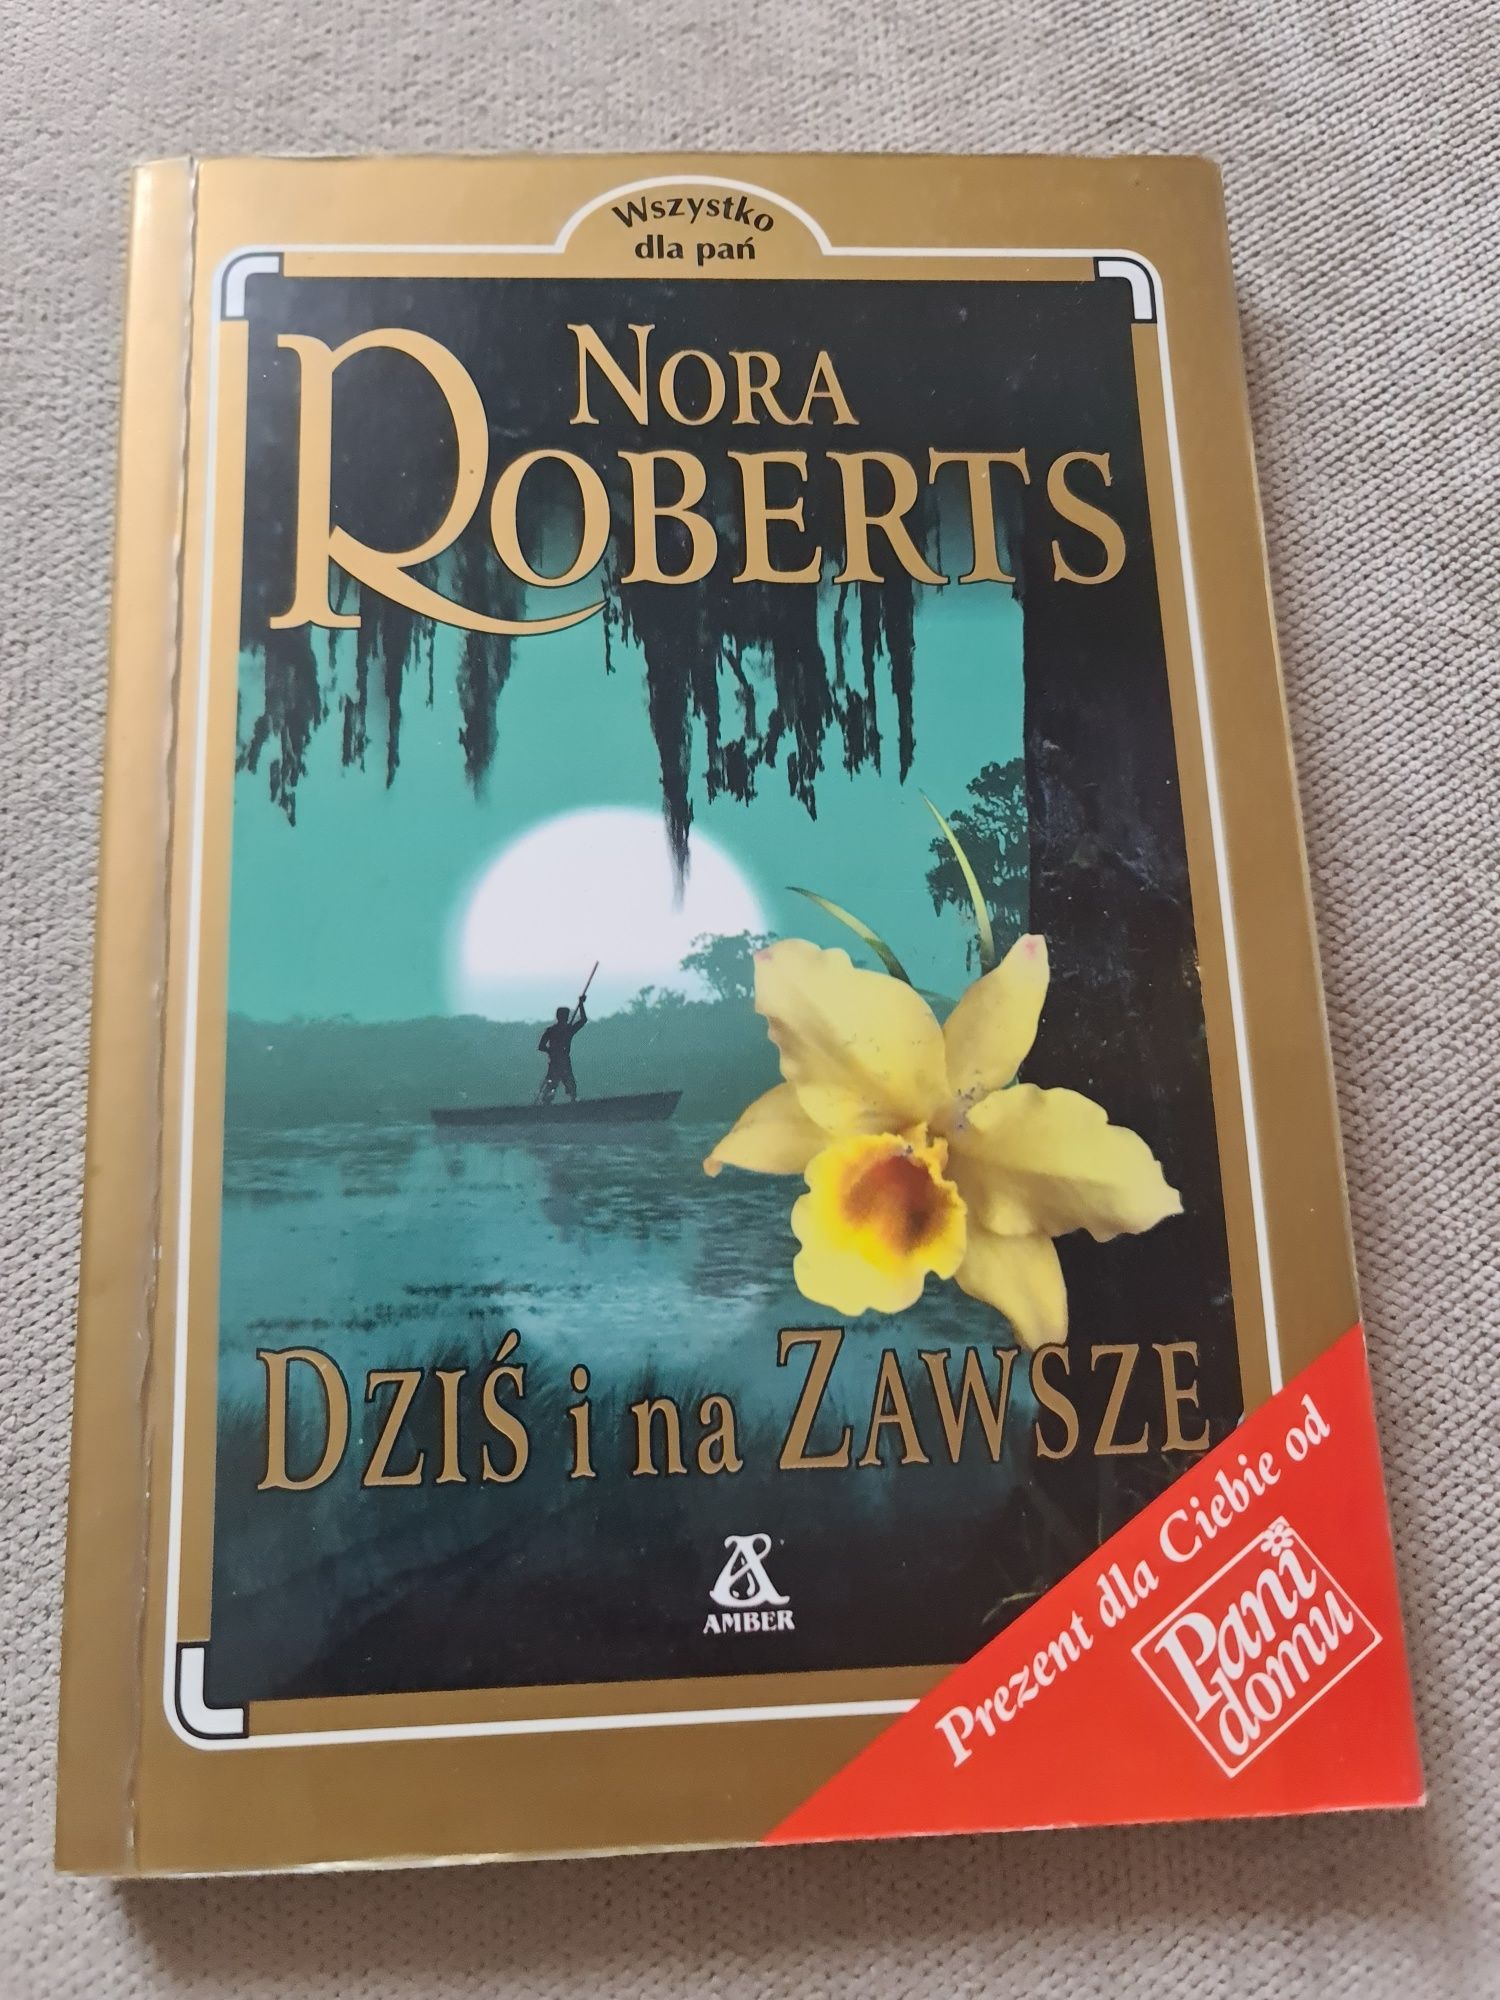 Wszystko
dla pań
NORA
ROBERTS
DZIŚ i na ZAWSZE
AMBER
Prezent dla Ciebie od
Pani
domu